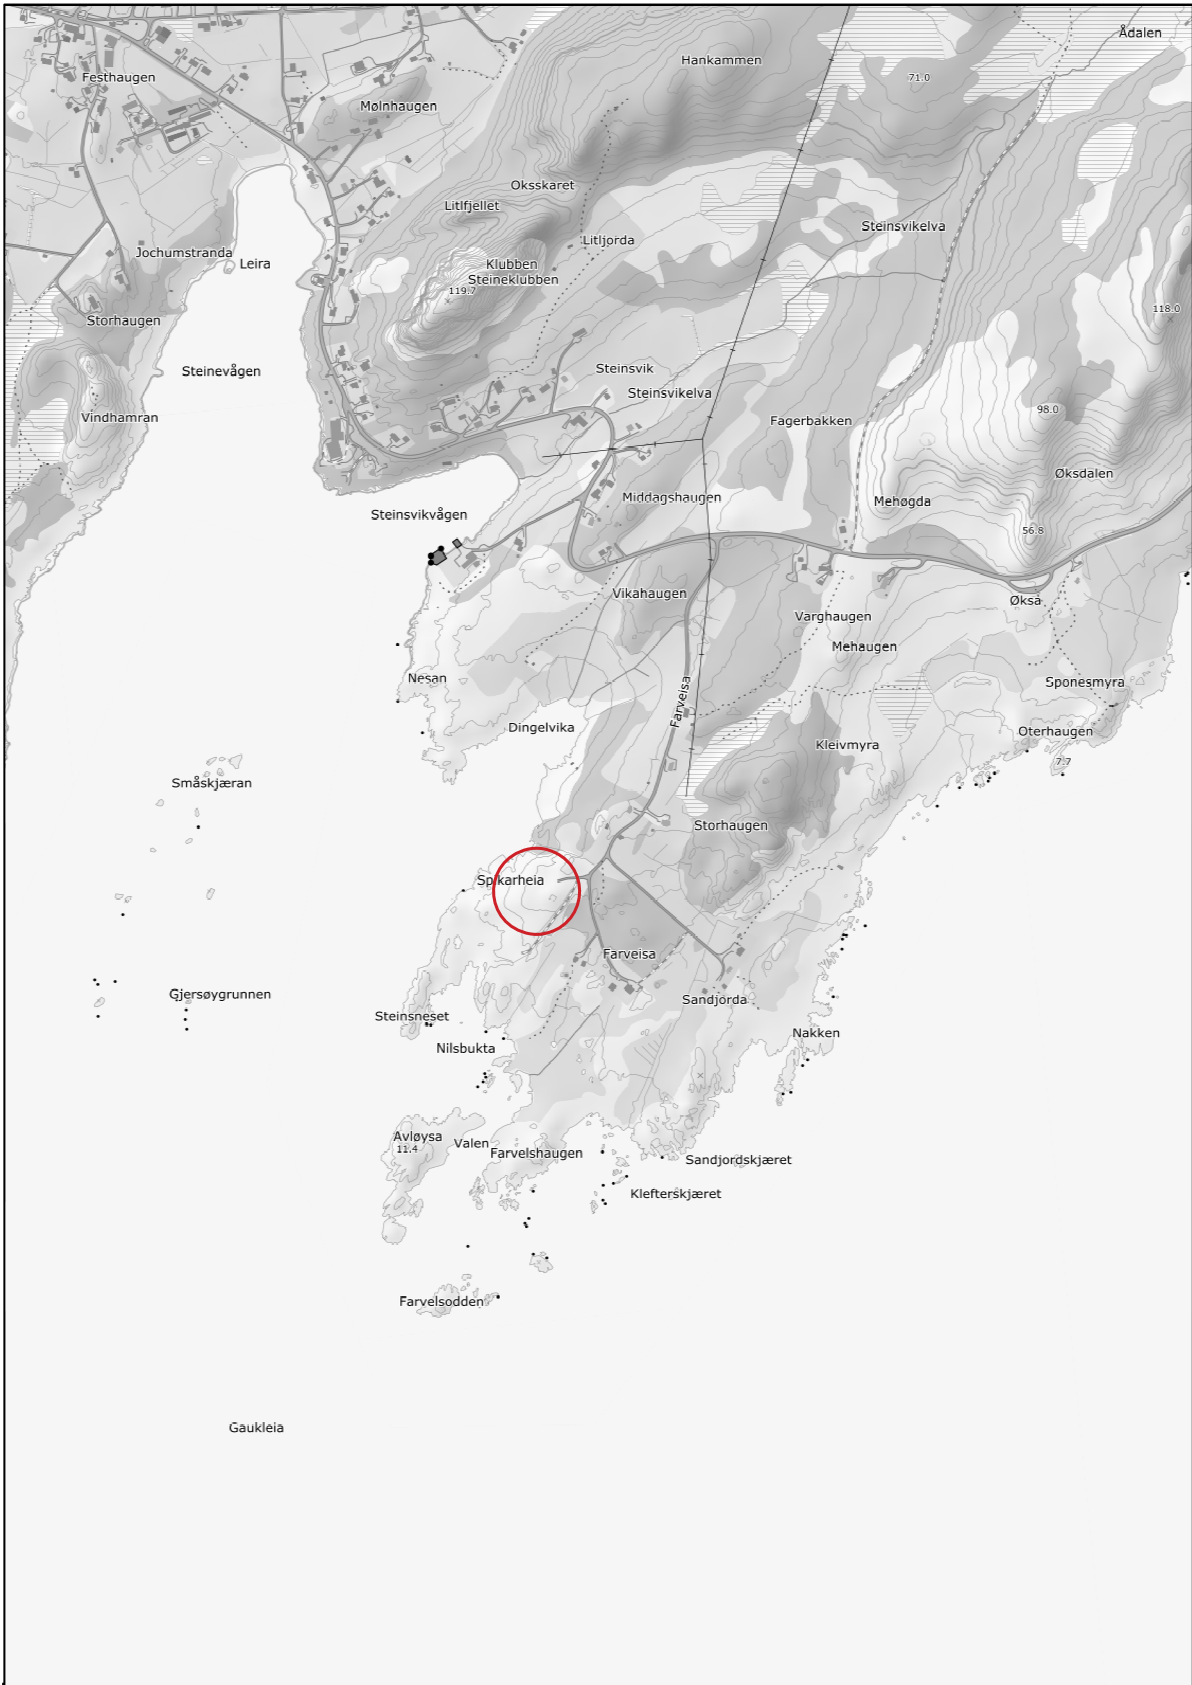 Ådalen
Hankammen
Festhaugen
71.0
Mølnhaugen
Oksskaret
Litlfjellet
Steinsvikelva
Litljorda
Jochumstranda
Leira
Klubben
Steineklubben
119.7
118.0
Storhaugen
Steinevågen
Steinsvik
Steinsvikelva
98.0
Vindhamran
Fagerbakken
Øksdalen
Middagshaugen
Mehøgda
Steinsvikvågen
56.8
Vikahaugen
Økså
Varghaugen
Mehaugen
Nesan
Farveisa
Sponesmyra
Dingelvika
Oterhaugen
Kleivmyra
7.7
Småskjæran
Storhaugen
Spikarheia
Farveisa
Gjersøygrunnen
Sandjorda
Steinsneset
Nakken
Nilsbukta
Avløysa
11.4
Valen
Farvelshaugen
Sandjordskjæret
Klefterskjæret
Farvelsodden
Gaukleia